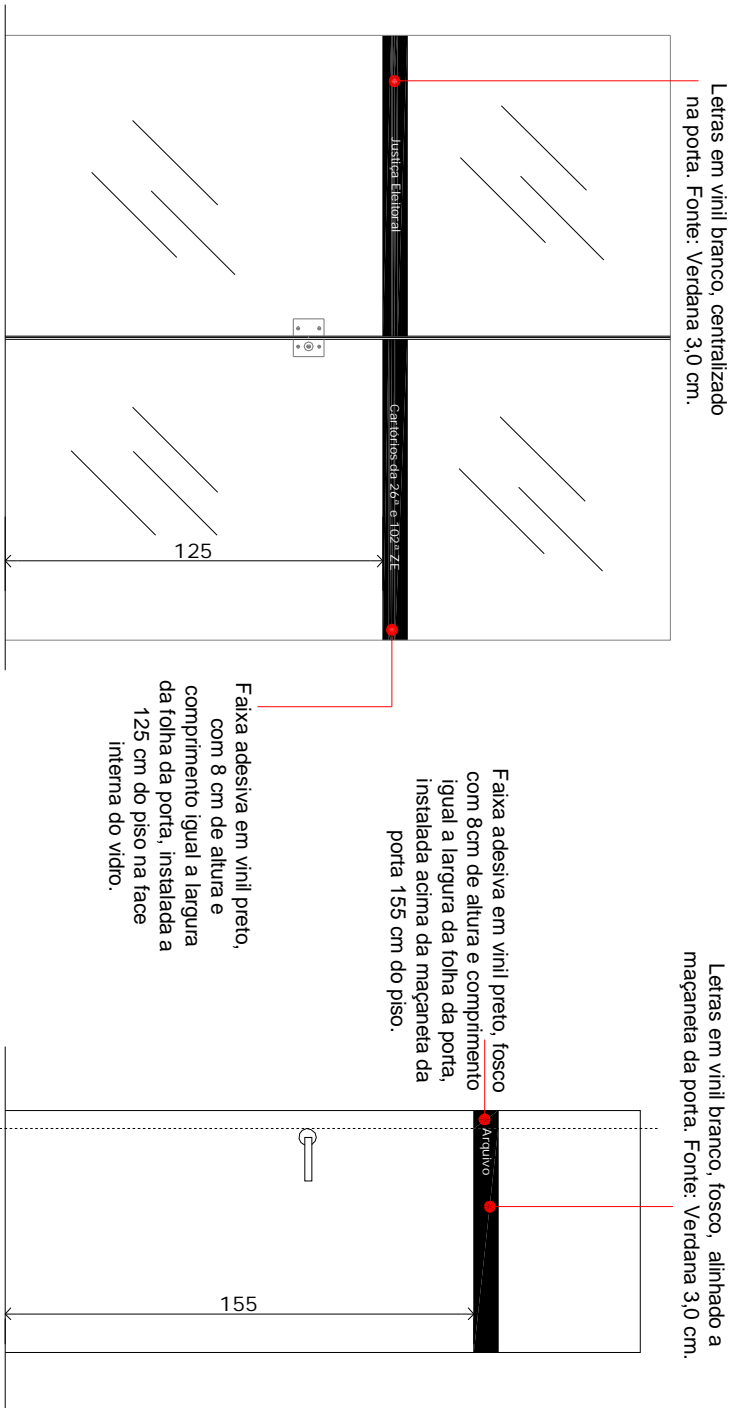 Letras em vinil branco, centralizado
na porta. Fonte: Verdana 3,0 cm.
Justiça Eleitoral
Cartórios da 26ª e 102ª ZE
125
Faixa adesiva em vinil preto,
com 8 cm de altura e
comprimento igual a largura
da folha da porta, instalada a
125 cm do piso na face
interna do vidro.
Letras em vinil branco, fosco, alinhado a
maçaneta da porta. Fonte: Verdana 3,0 cm.
Faixa adesiva em vinil preto, fosco
com 8cm de altura e comprimento
igual a largura da folha da porta,
instalada acima da maçaneta da
porta 155 cm do piso.
Arquivo
155